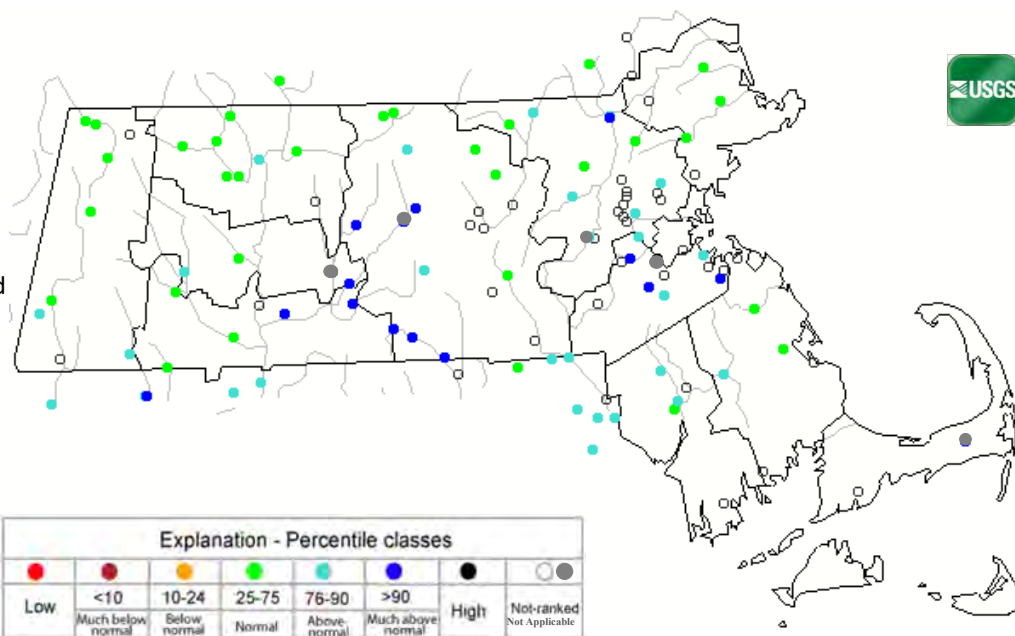 USGS
d
Explanation - Percentile classes
Low
<10
Much below
normal
10-24
Below
normal
25-75
Normal
76-90
Above
normal
>90
Much above
normal
High
Not-ranked
Not Applicable